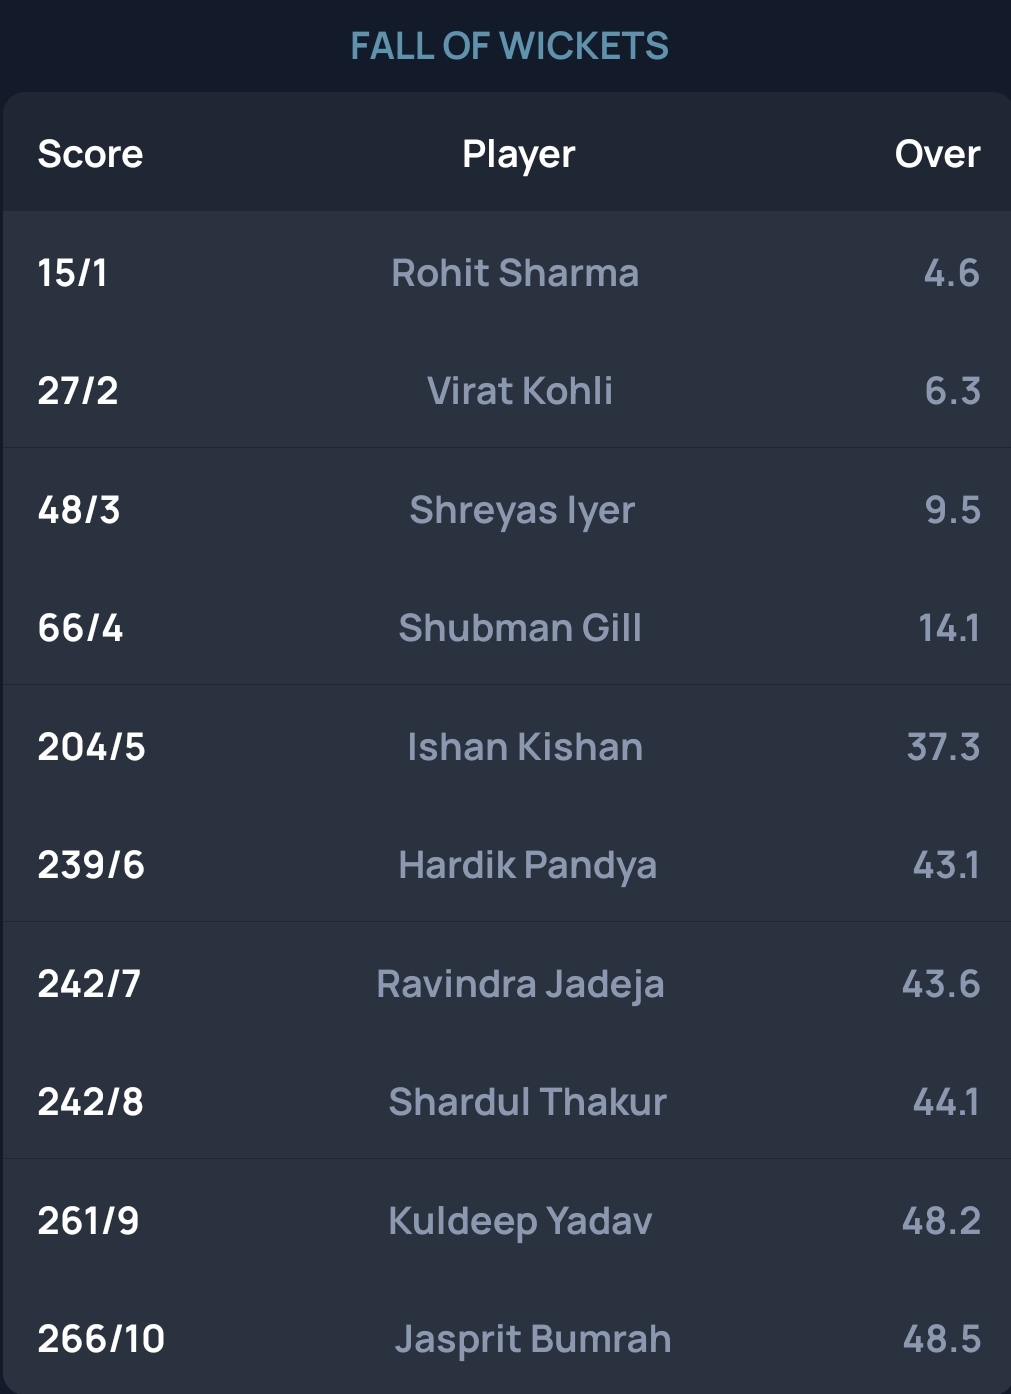 FALL OF WICKETS
Score Player Over
15/1 Rohit Sharma 4.6
27/2 Virat Kohli 6.3
48/3 Shreyas Iyer 9.5
66/4 Shubman Gill 14.1
204/5 Ishan Kishan 37.3
239/6 Hardik Pandya 43.1
242/7 Ravindra Jadeja 43.6
242/8 Shardul Thakur 44.1
261/9 Kuldeep Yadav 48.2
266/10 Jasprit Bumrah 48.5